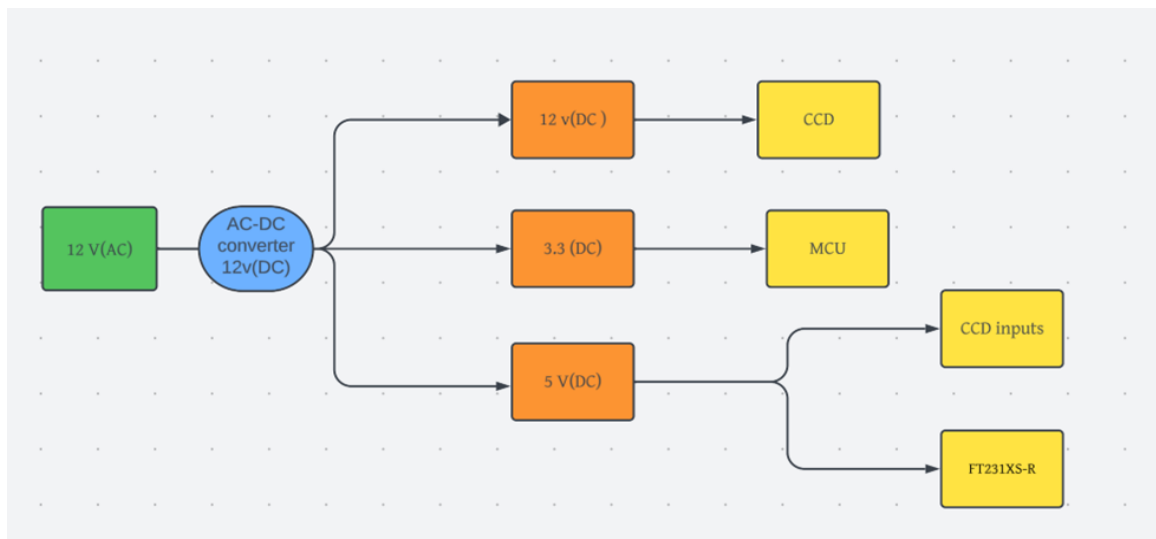 12 V(AC)
AC-DC
converter
12v(DC)
12 v(DC )
CCD
3.3 (DC)
MCU
5 V(DC)
CCD inputs
FT231XS-R